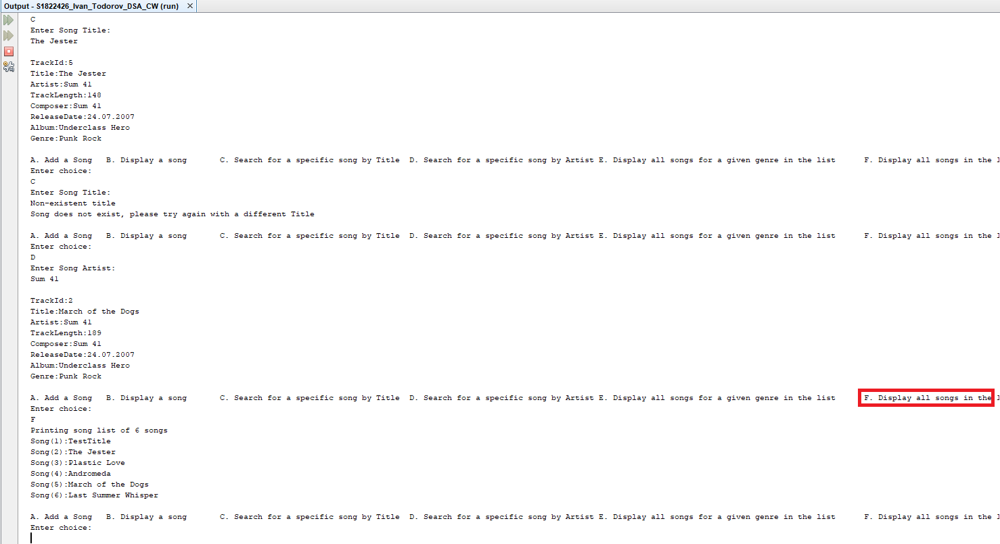 Output - S1822426_Ivan_Todorov_DSA_CW (run)
C
Enter Song Title:
The Jester
TrackId:5
Title:The Jester
Artist:Sum 41
TrackLength:148
Composer:Sum 41
ReleaseDate:24.07.2007
Album:Underclass Hero
Genre:Punk Rock
A. Add a Song B. Display a song C. Search for a specific song by Title D. Search for a specific song by Artist E. Display all songs for a given genre in the list F. Display all songs in the
Enter choice:
C
Enter Song Title:
Non-existent title
Song does not exist, please try again with a different Title
A. Add a Song B. Display a song C. Search for a specific song by Title D. Search for a specific song by Artist E. Display all songs for a given genre in the list F. Display all songs in the
Enter choice:
D
Enter Song Artist:
Sum 41
TrackId:2
Title:March of the Dogs
Artist:Sum 41
TrackLength:189
Composer:Sum 41
ReleaseDate:24.07.2007
Album:Underclass Hero
Genre:Punk Rock
A. Add a Song B. Display a song C. Search for a specific song by Title D. Search for a specific song by Artist E. Display all songs for a given genre in the list F. Display all songs in the
Enter choice:
F
Printing song list of 6 songs
Song(1):TestTitle
Song(2):The Jester
Song(3):Plastic Love
Song(4):Andromeda
Song(5):March of the Dogs
Song(6):Last Summer Whisper
A. Add a Song B. Display a song C. Search for a specific song by Title D. Search for a specific song by Artist E. Display all songs for a given genre in the list F. Display all songs in the
Enter choice: